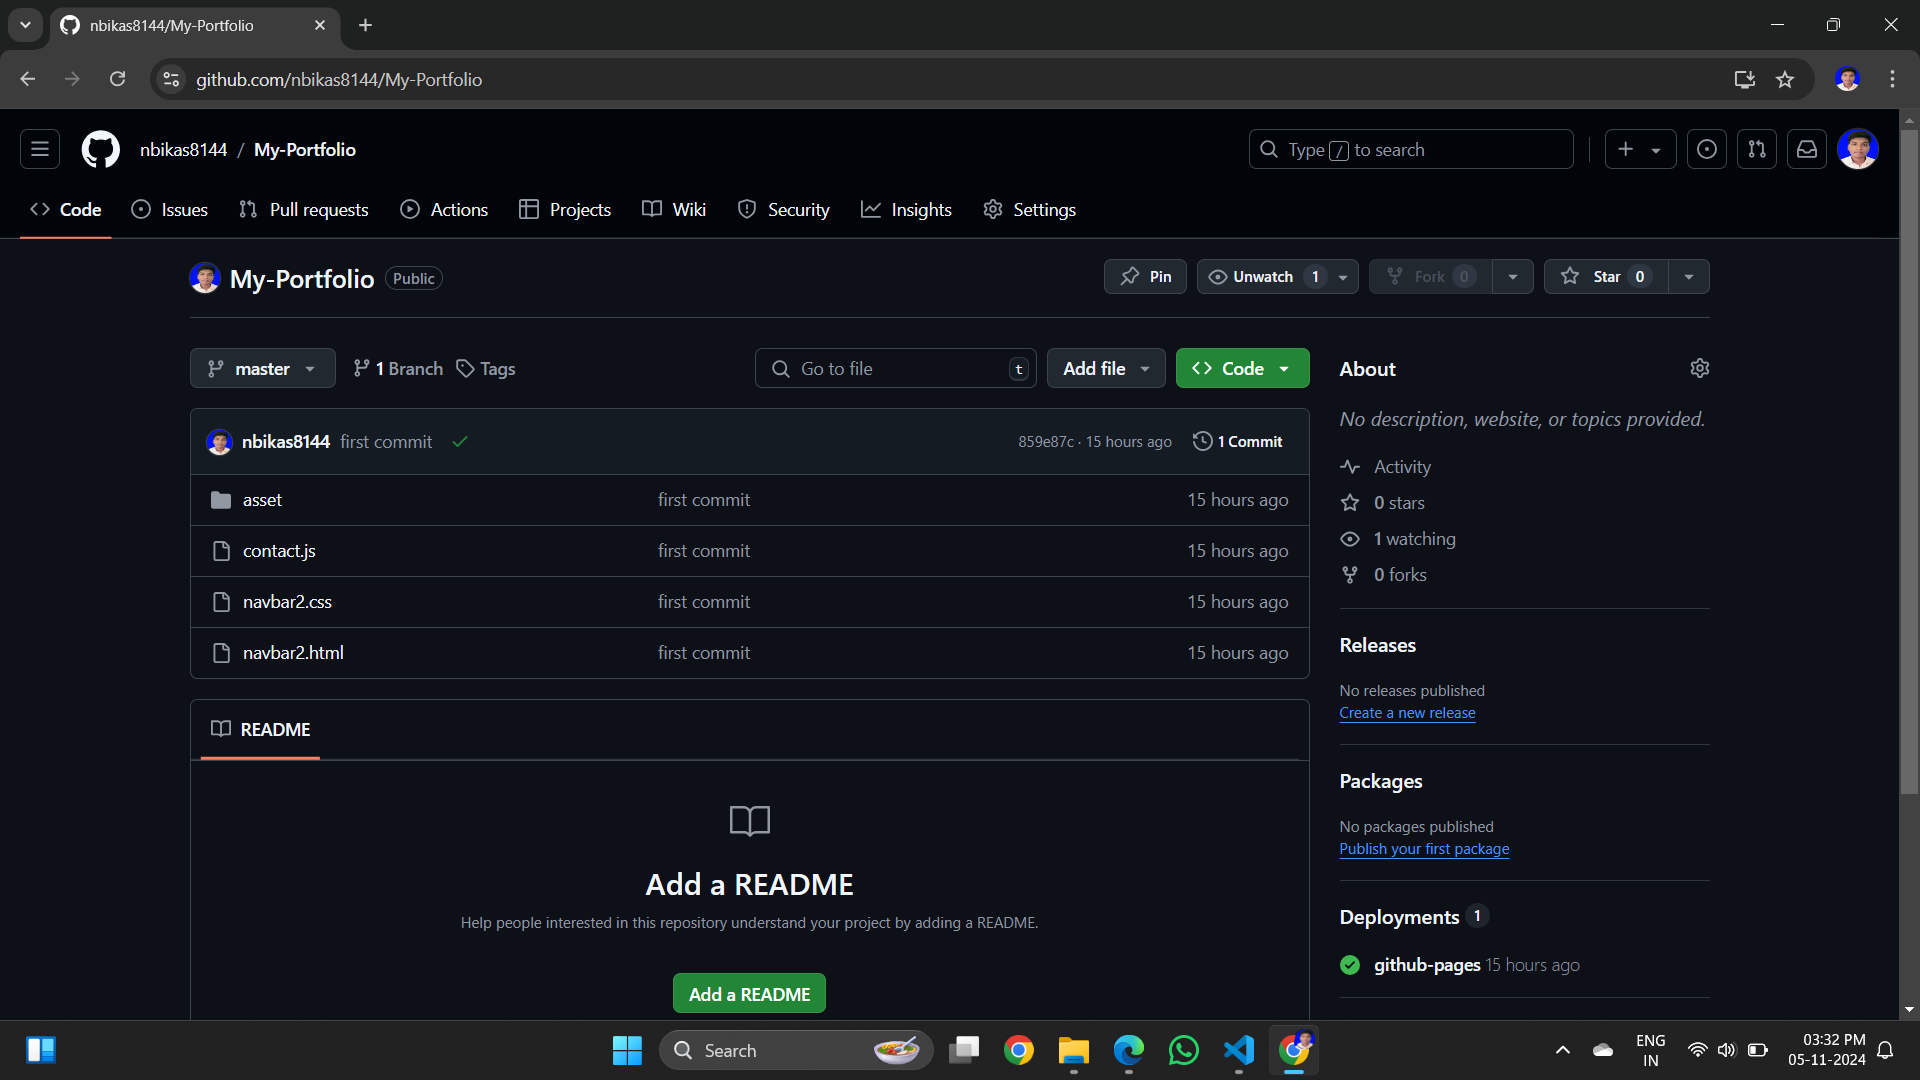 nbikas8144/My-Portfolio
github.com/nbikas8144/My-Portfolio
nbikas8144 / My-Portfolio
Type / to search
Code Issues Pull requests Actions Projects Wiki Security Insights Settings
My-Portfolio Public
Pin Unwatch 1 Fork 0 Star 0
master 1 Branch Tags Go to file t Add file Code
nbikas8144 first commit 859e87c · 15 hours ago 1 Commit
asset first commit 15 hours ago
contact.js first commit 15 hours ago
navbar2.css first commit 15 hours ago
navbar2.html first commit 15 hours ago
README
Add a README
Help people interested in this repository understand your project by adding a README.
Add a README
About
No description, website, or topics provided.
Activity
0 stars
1 watching
0 forks
Releases
No releases published
Create a new release
Packages
No packages published
Publish your first package
Deployments 1
github-pages 15 hours ago
Search
ENG
IN
03:32 PM
05-11-2024